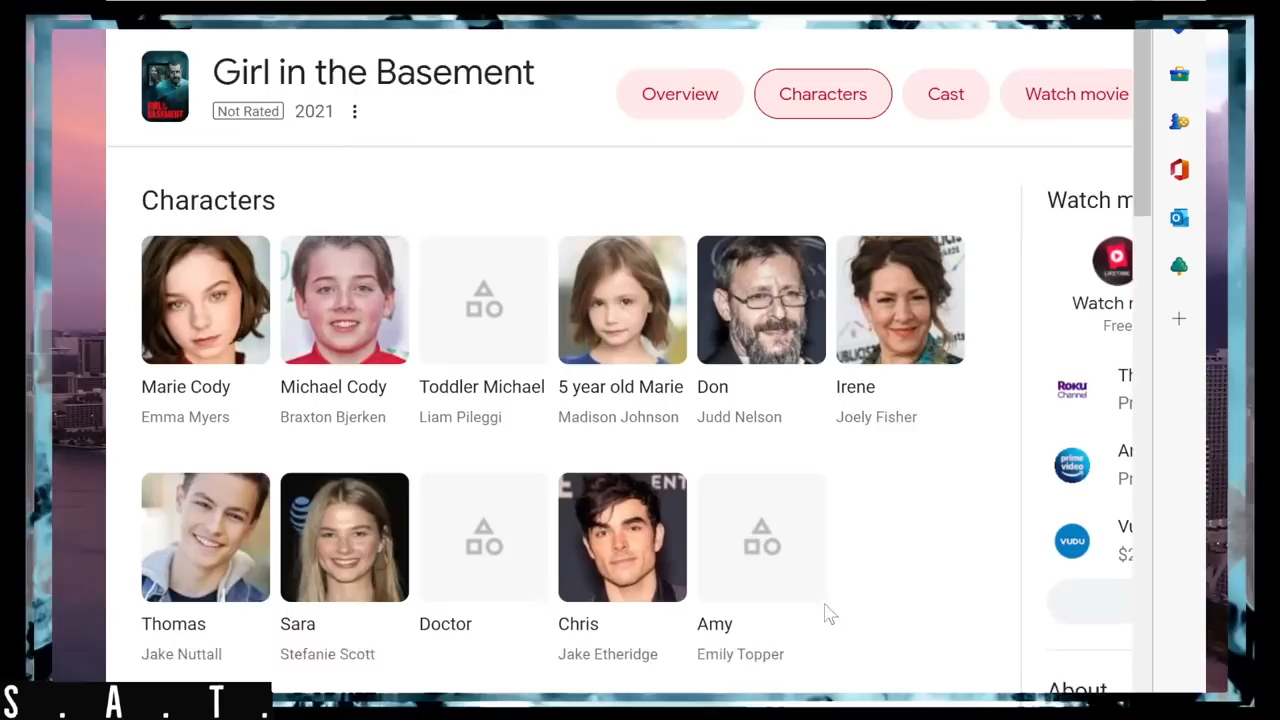 Girl in the Basement
Not Rated 2021
Overview Characters Cast Watch movie
Characters
Watch m
Marie Cody Michael Cody Toddler Michael 5 year old Marie Don Irene
Emma Myers Braxton Bjerken Liam Pileggi Madison Johnson Judd Nelson Joely Fisher
Thomas Sara Doctor Chris Amy
Jake Nuttall Stefanie Scott Jake Etheridge Emily Topper
LIFETIME
Free
Roku
Channel
prime
video
VUDU
About
S . A . T .